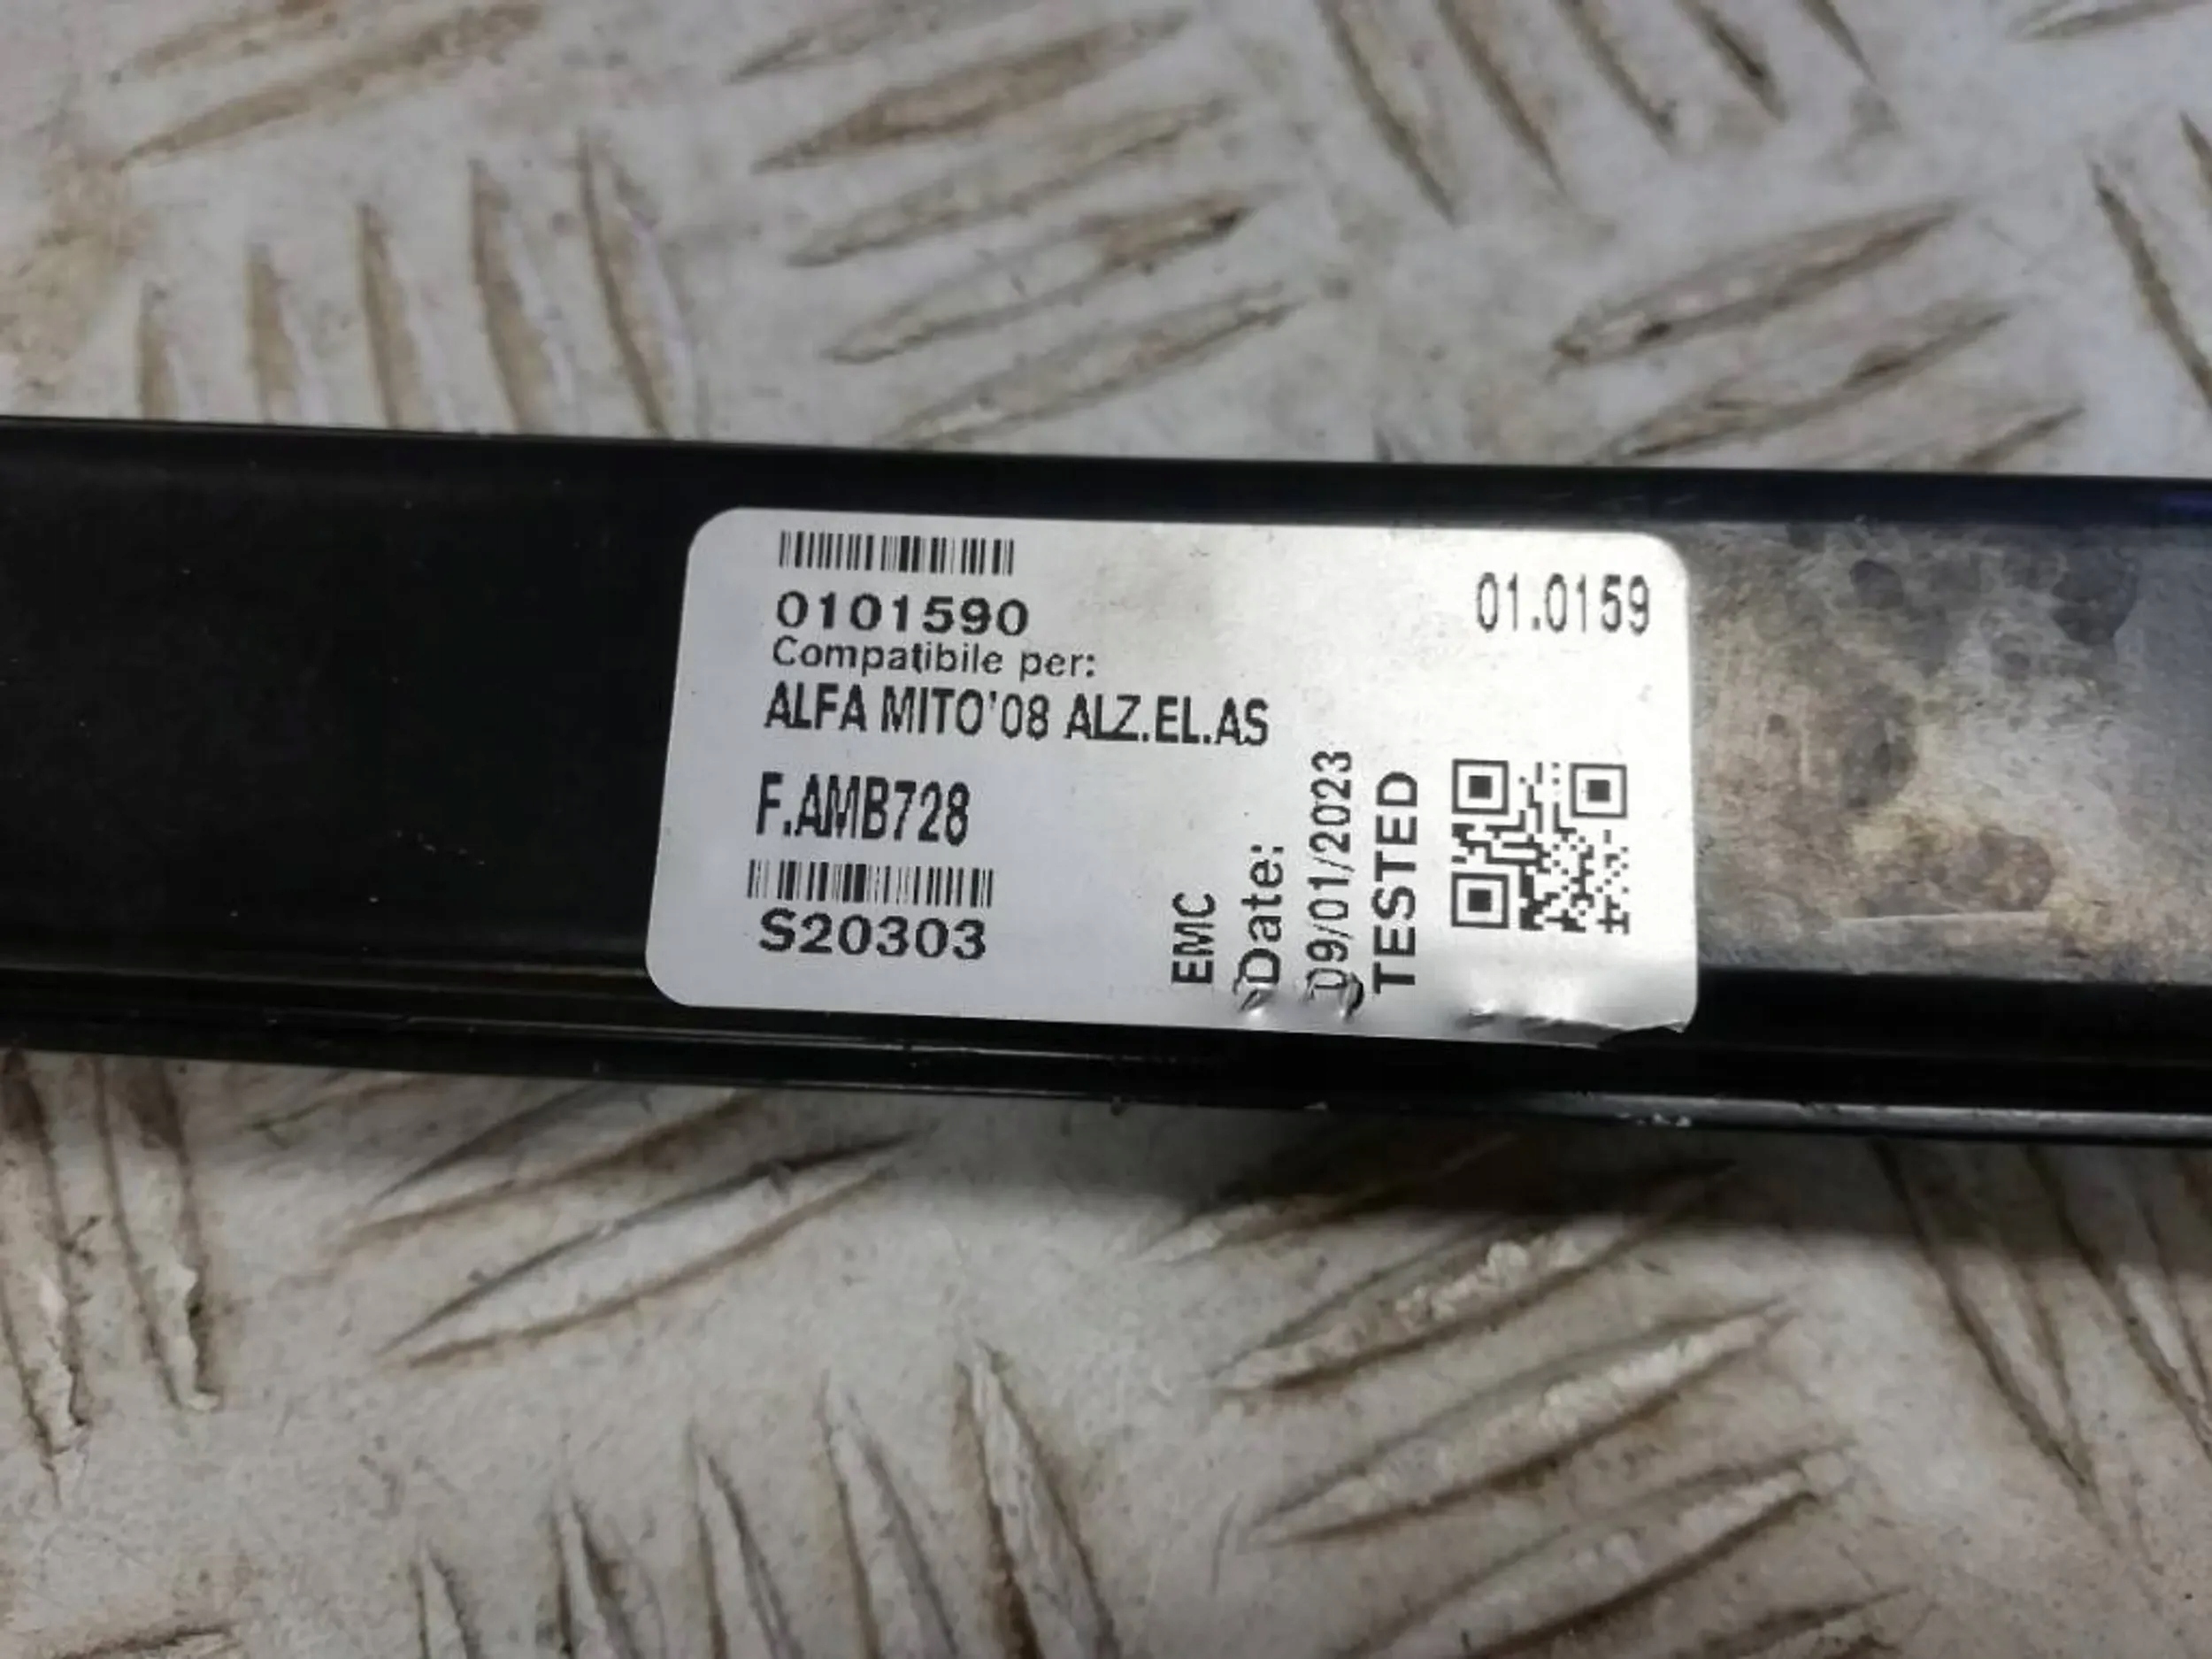 0101590
01.0159
Compatibile per:
ALFA MITO'08 ALZ.EL.AS
F.AMB728
S20303
EMC
Date:
09/01/2023
TESTED